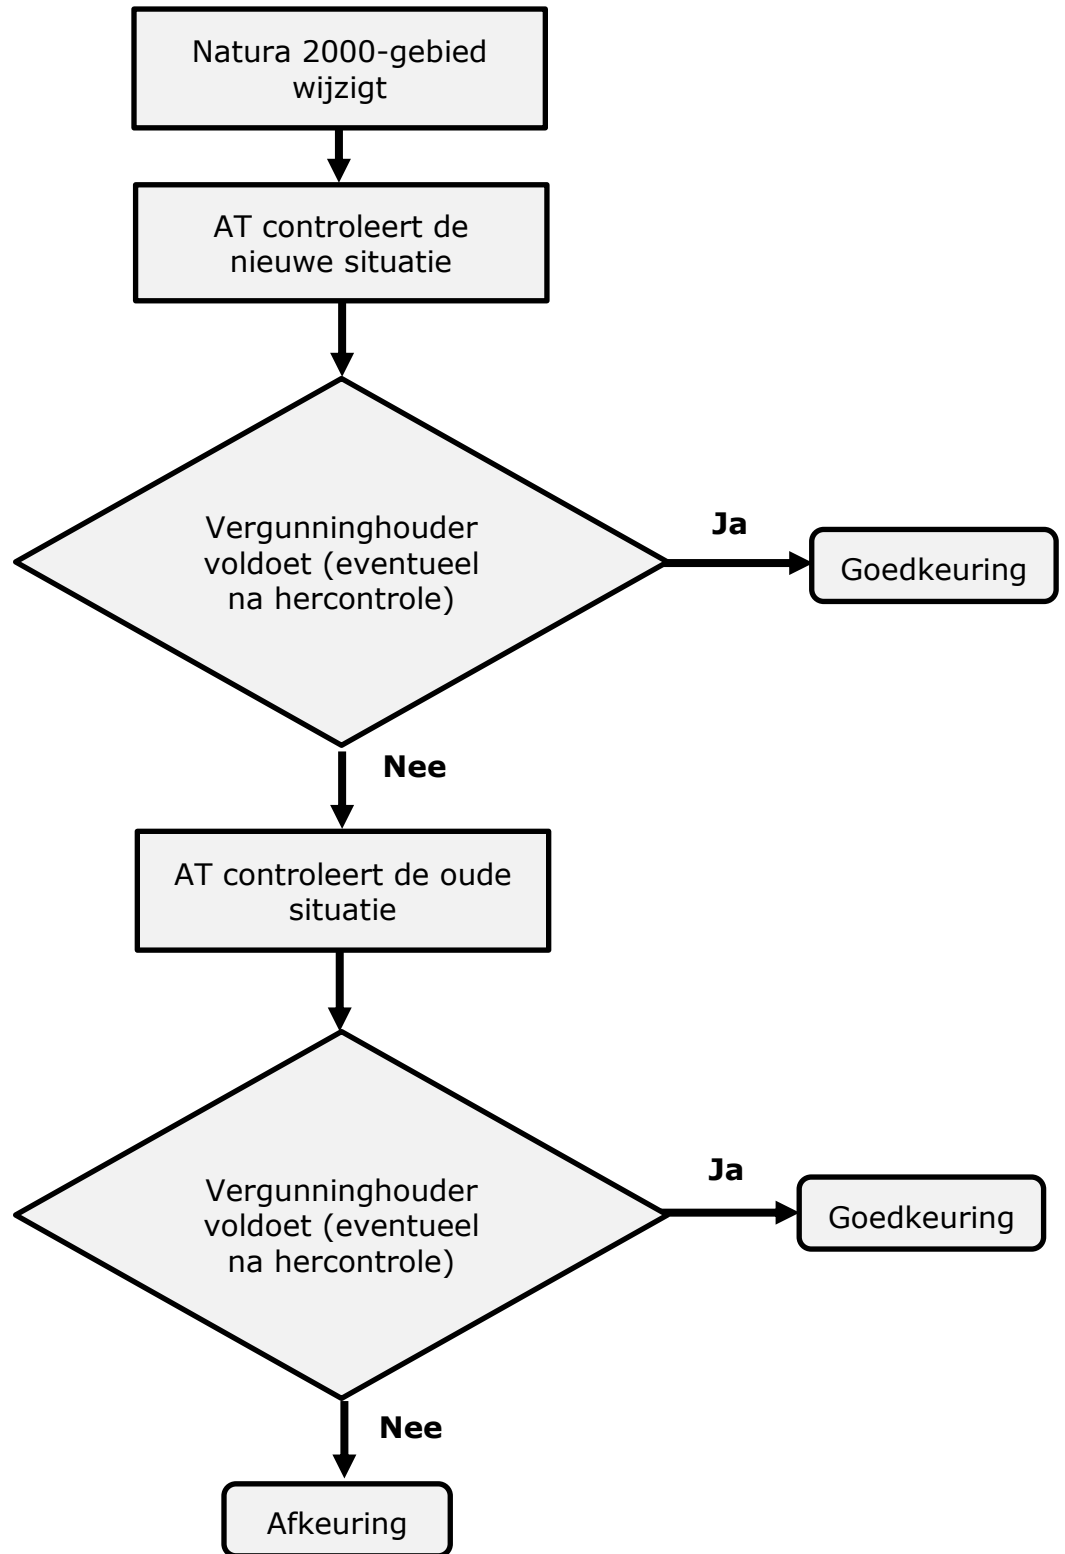 Natura 2000-gebied
wijzigt
AT controleert de
nieuwe situatie
Vergunninghouder
voldoet (eventueel
na hercontrole)
Ja
Goedkeuring
Nee
AT controleert de oude
situatie
Vergunninghouder
voldoet (eventueel
na hercontrole)
Ja
Goedkeuring
Nee
Afkeuring